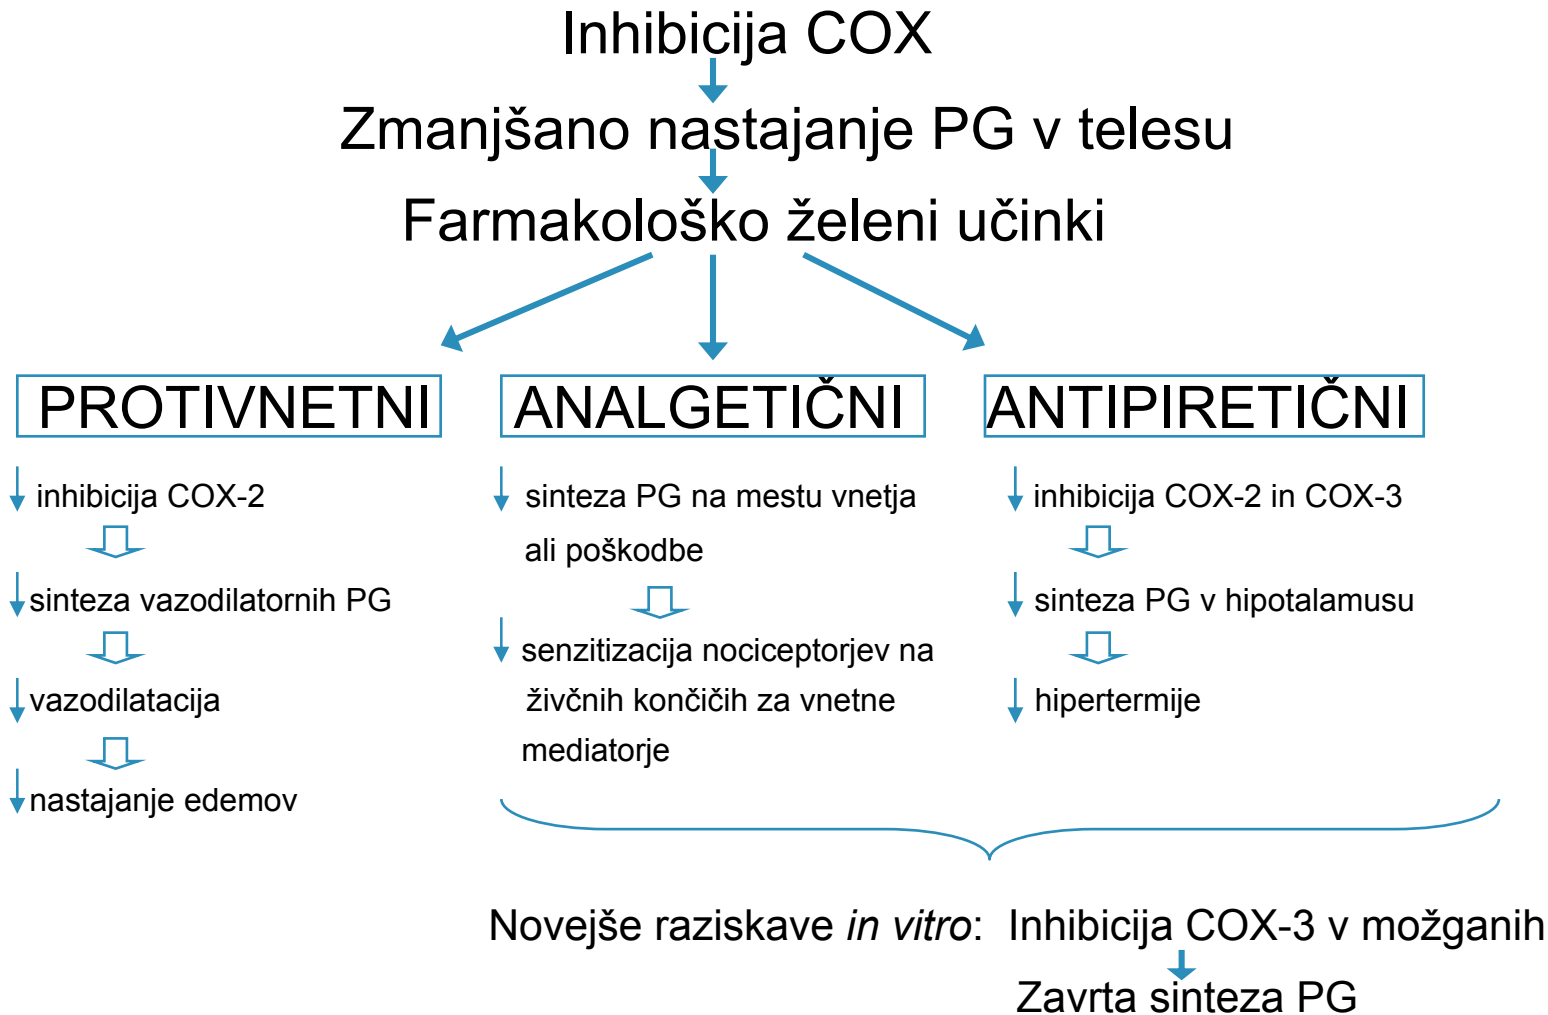 Inhibicija COX
Zmanjšano nastajanje PG v telesu
Farmakološko želeni učinki
PROTIVNETNI
inhibicija COX-2
sinteza vazodilatornih PG
vazodilatacija
nastajanje edemov
ANALGETIČNI
sinteza PG na mestu vnetja
ali poškodbe
senzitizacija nociceptorjev na
živčnih končičih za vnetne
mediatorje
ANTIPIRETIČNI
inhibicija COX-2 in COX-3
sinteza PG v hipotalamusu
hipertermije
Novejše raziskave in vitro: Inhibicija COX-3 v možganih
Zavrta sinteza PG